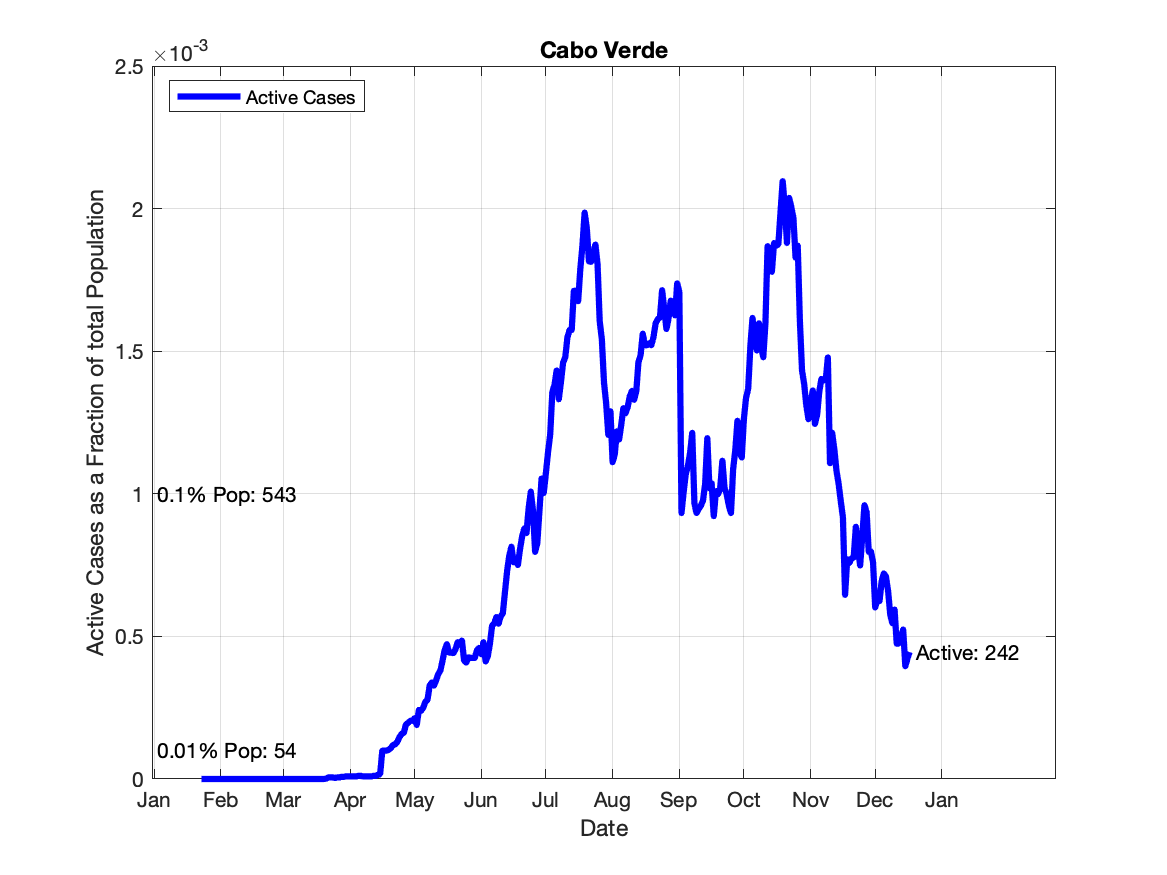 Cabo Verde
×10-3
2.5
2
1.5
1
0.5
0
Active Cases
0.1% Pop: 543
0.01% Pop: 54
Active: 242
Active Cases as a Fraction of total Population
Jan Feb Mar Apr May Jun Jul Aug Sep Oct Nov Dec Jan
Date